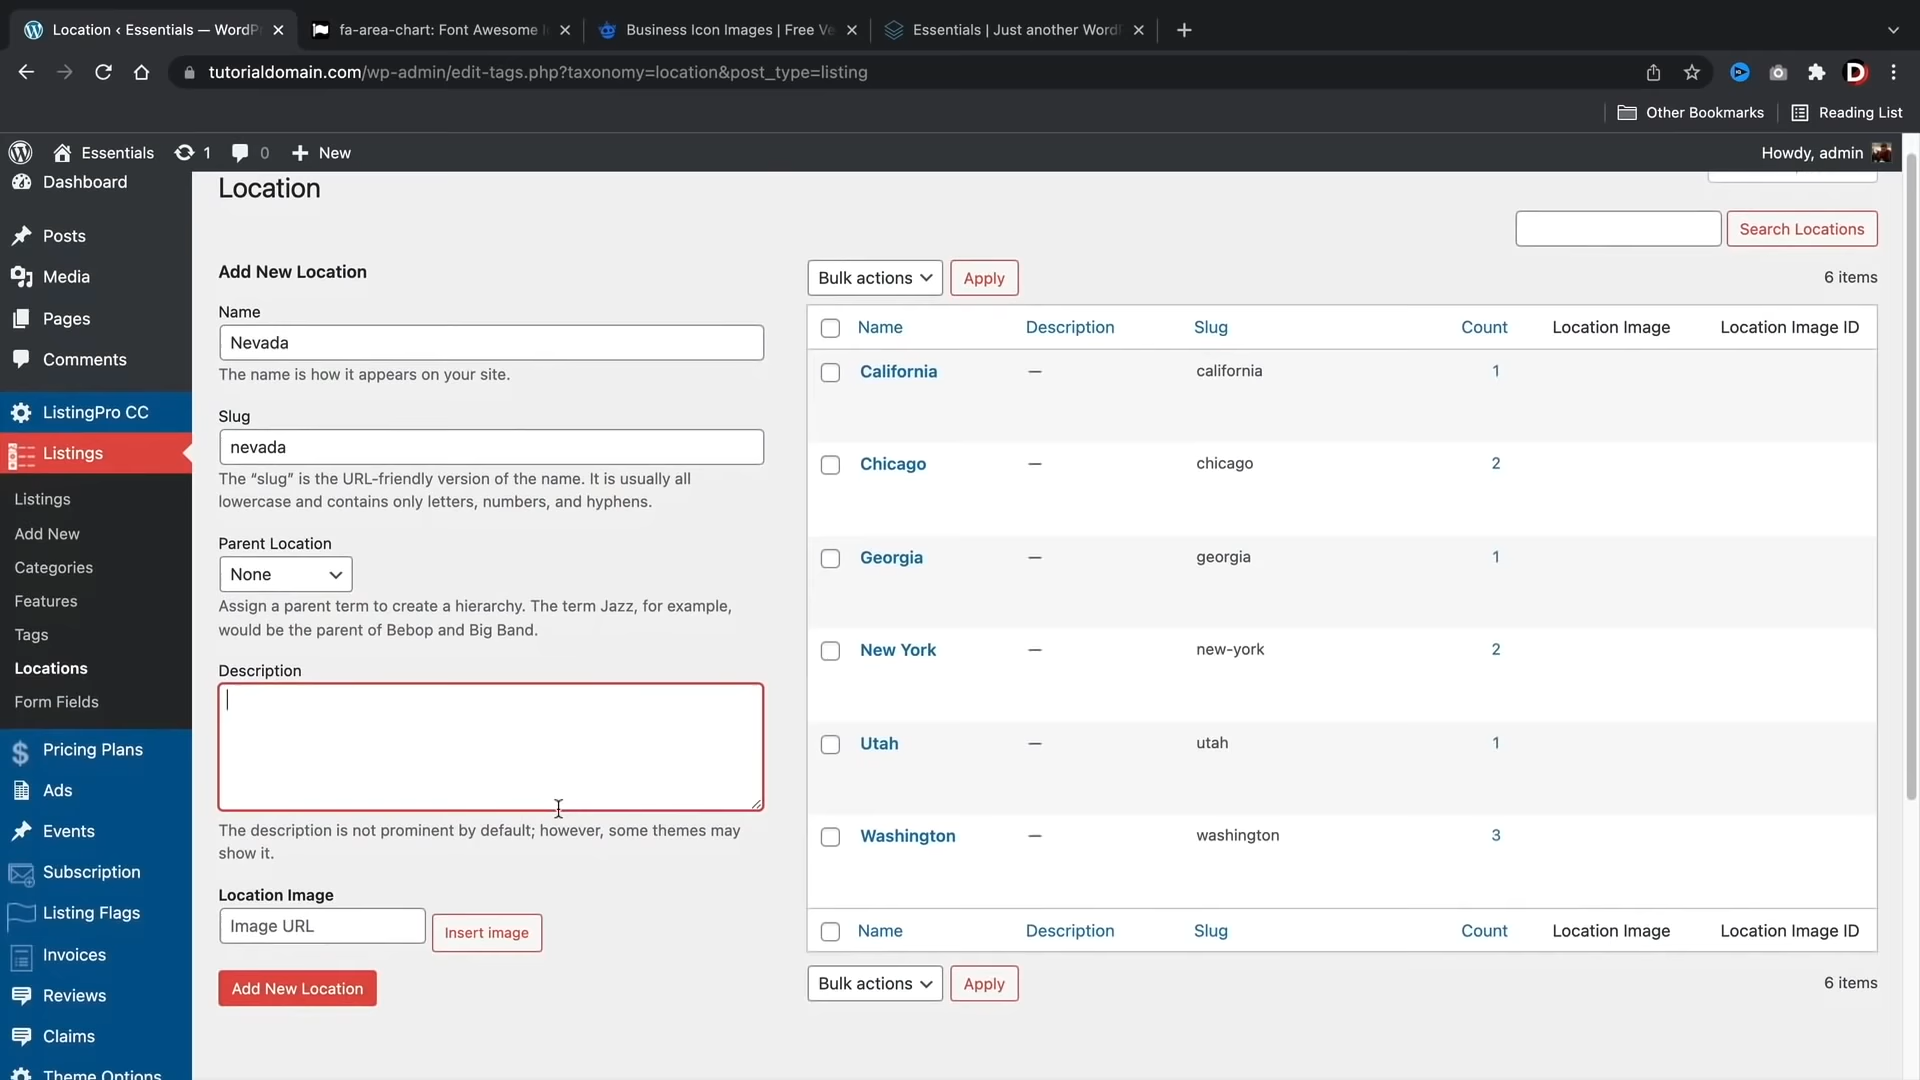 Location ‹ Essentials — WordP
fa-area-chart: Font Awesome
Business Icon Images | Free Ve
Essentials | Just another Word
tutorialdomain.com/wp-admin/edit-tags.php?taxonomy=location&post_type=listing
Other Bookmarks
Reading List
Essentials
1
0
New
Howdy, admin
Dashboard
Posts
Media
Pages
Comments
ListingPro CC
Listings
Listings
Add New
Categories
Features
Tags
Locations
Form Fields
Pricing Plans
Ads
Events
Subscription
Listing Flags
Invoices
Reviews
Claims
Theme Options
Location
Add New Location
Name
Nevada
The name is how it appears on your site.
Slug
nevada
The “slug” is the URL-friendly version of the name. It is usually all
lowercase and contains only letters, numbers, and hyphens.
Parent Location
None
Assign a parent term to create a hierarchy. The term Jazz, for example,
would be the parent of Bebop and Big Band.
Description
The description is not prominent by default; however, some themes may
show it.
Location Image
Image URL
Insert image
Add New Location
Search Locations
Bulk actions
Apply
6 items
Name Description Slug Count Location Image Location Image ID
California — california 1
Chicago — chicago 2
Georgia — georgia 1
New York — new-york 2
Utah — utah 1
Washington — washington 3
Name Description Slug Count Location Image Location Image ID
Bulk actions
Apply
6 items